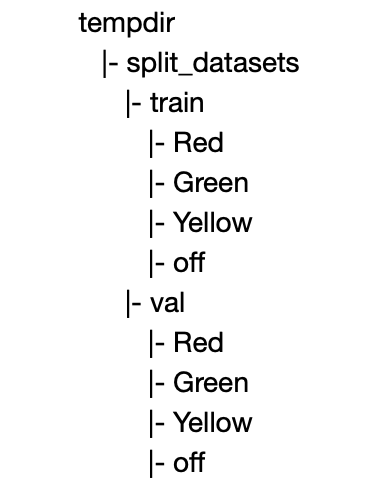 tempdir
|- split_datasets
|- train
|- Red
|- Green
|- Yellow
|- off
|- val
|- Red
|- Green
|- Yellow
|- off